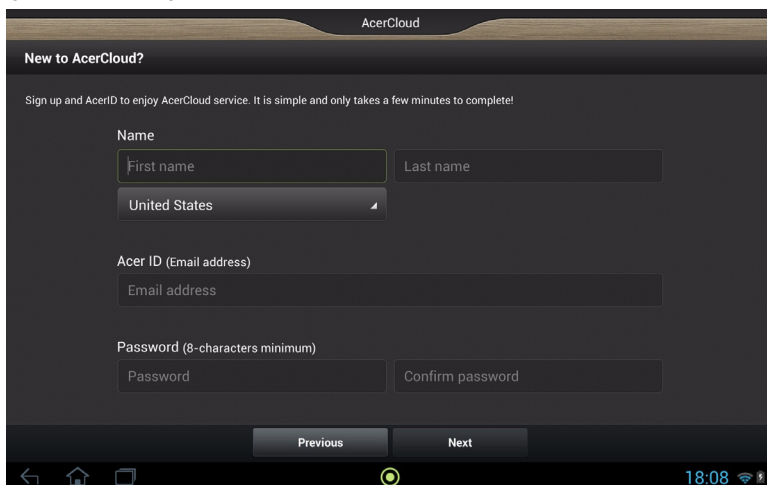 AcerCloud
New to AcerCloud?
Sign up and AcerID to enjoy AcerCloud service. It is simple and only takes a few minutes to complete!
Name
First name Last name
United States
Acer ID (Email address)
Email address
Password (8-characters minimum)
Password Confirm password
Previous Next
18:08